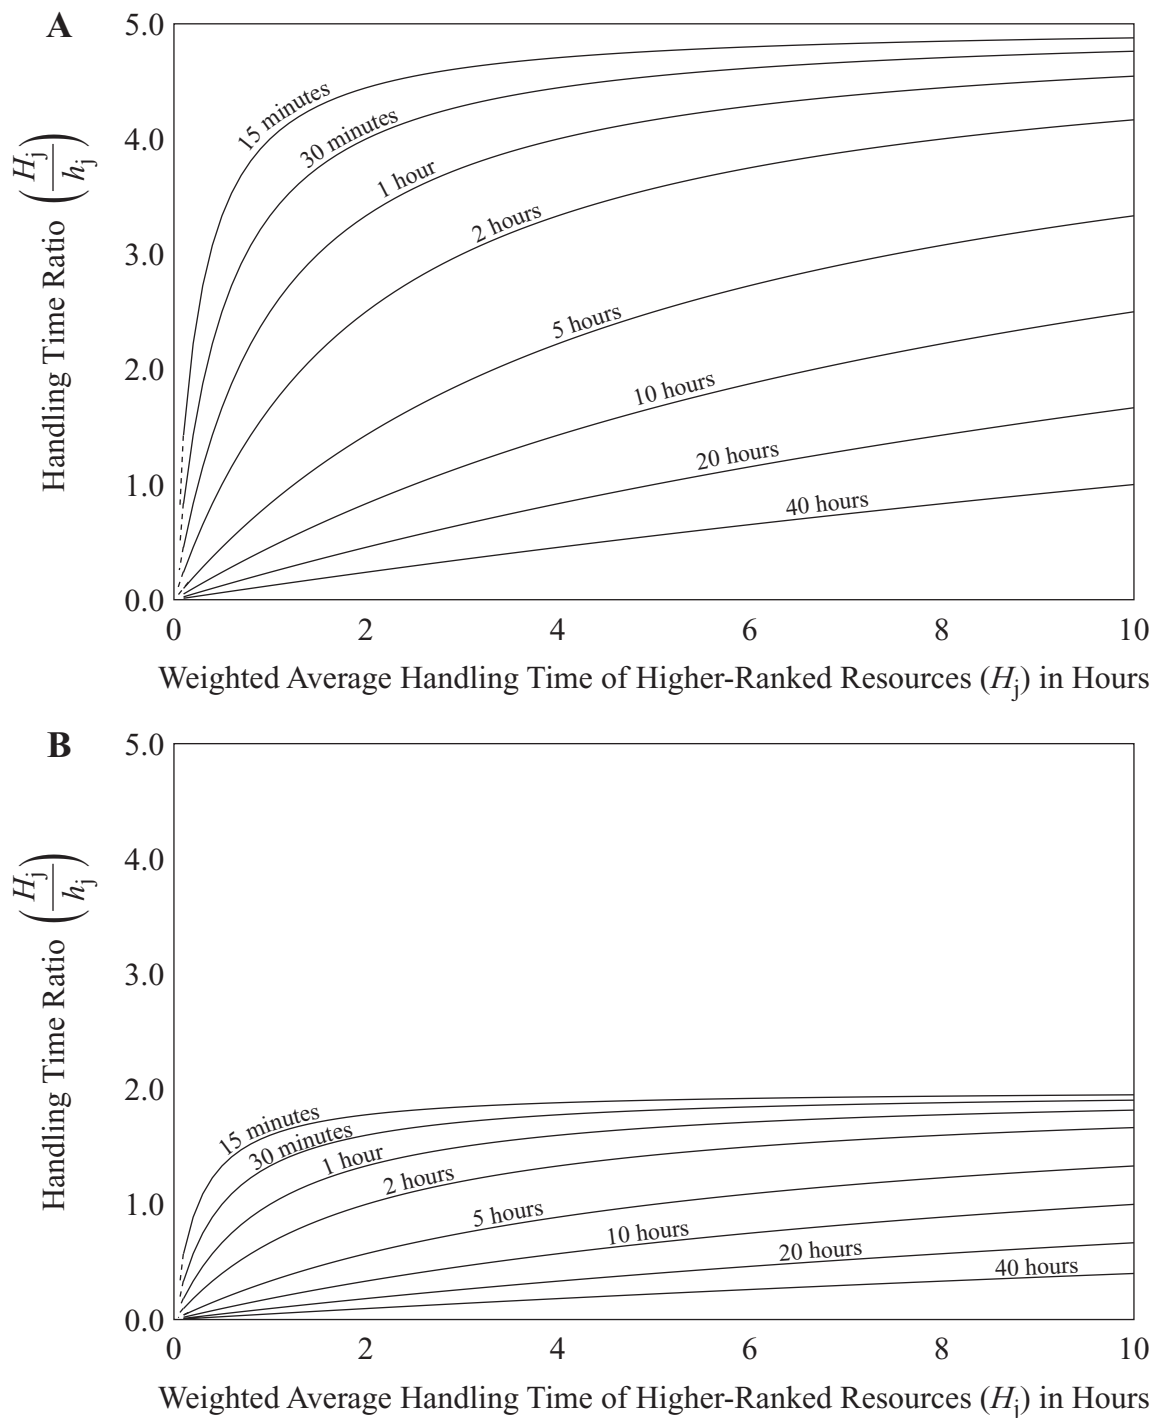 A
5.0
4.0
3.0
2.0
1.0
0.0
Handling Time Ratio (Hj/hj)
15 minutes
30 minutes
1 hour
2 hours
5 hours
10 hours
20 hours
40 hours
0 2 4 6 8 10
Weighted Average Handling Time of Higher-Ranked Resources (Hj) in Hours
B
5.0
4.0
3.0
2.0
1.0
0.0
Handling Time Ratio (Hj/hj)
15 minutes
30 minutes
1 hour
2 hours
5 hours
10 hours
20 hours
40 hours
0 2 4 6 8 10
Weighted Average Handling Time of Higher-Ranked Resources (Hj) in Hours